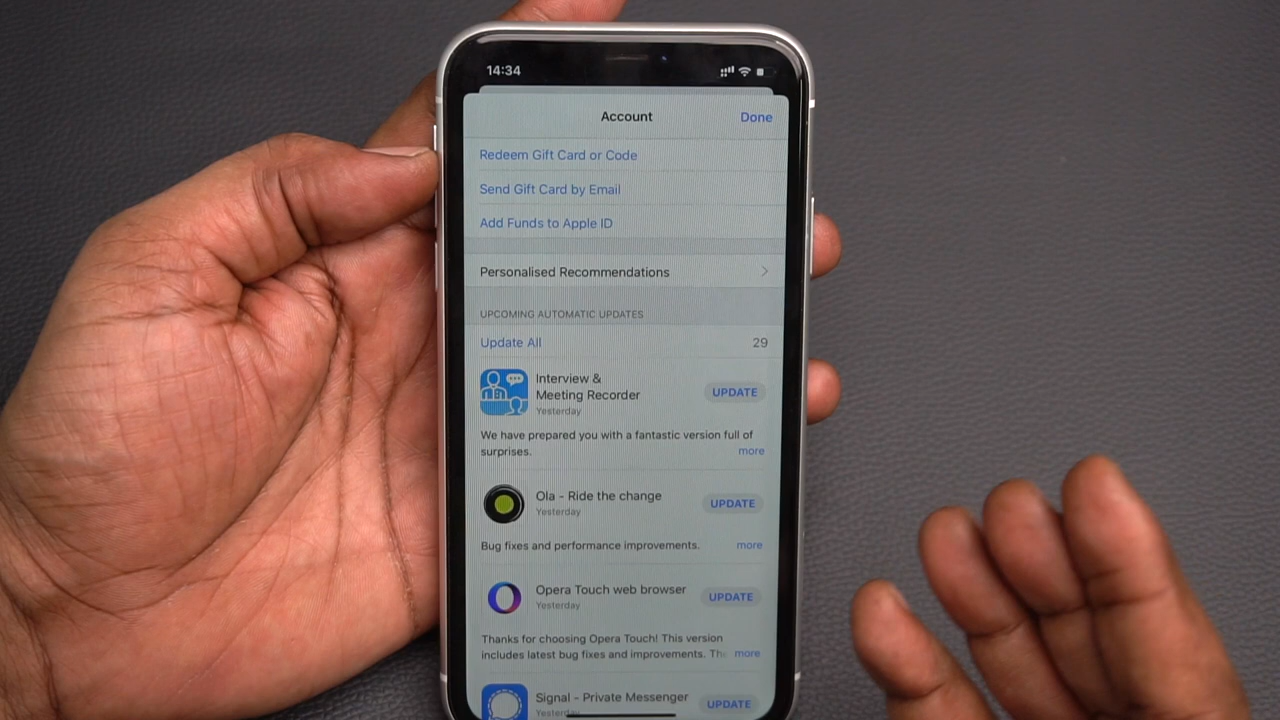 14:34
Account
Done
Redeem Gift Card or Code
Send Gift Card by Email
Add Funds to Apple ID
Personalised Recommendations
UPCOMING AUTOMATIC UPDATES
Update All
29
Interview &
Meeting Recorder
UPDATE
Yesterday
We have prepared you with a fantastic version full of
surprises.
more
Ola - Ride the change
UPDATE
Yesterday
Bug fixes and performance improvements.
more
Opera Touch web browser
UPDATE
Yesterday
Thanks for choosing Opera Touch! This version
includes latest bug fixes and improvements. The
more
Signal - Private Messenger
UPDATE
Yesterday